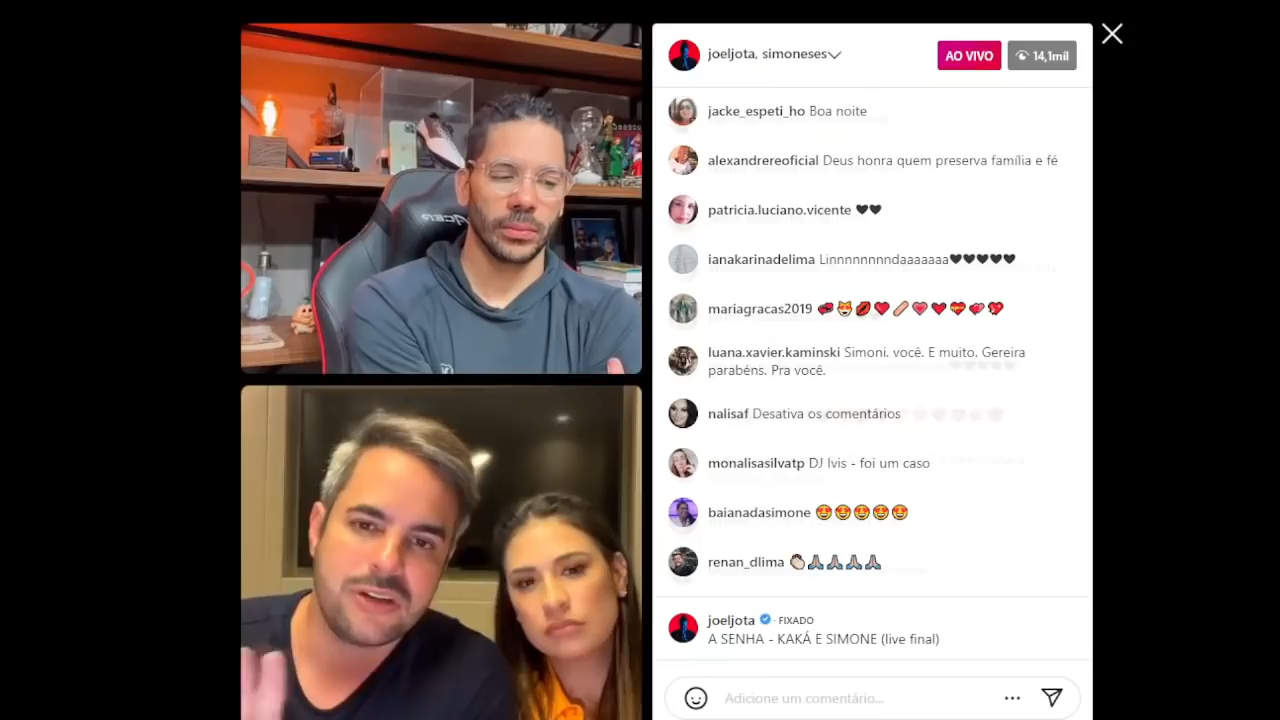 joeljota, simoneses
AO VIVO
14,1mil
jacke_espeti_ho Boa noite
alexandrereoficial Deus honra quem preserva família e fé
patricia.luciano.vicente 🖤🖤
ianakarinadelima Linnnnnnnndaaaaaaa🖤🖤🖤🖤🖤
mariagracas2019
luana.xavier.kaminski Simoni. você. E muito. Gereira
parabéns. Pra você.
nalisaf Desativa os comentários
monalisasilvatp DJ Ivis - foi um caso
baianadasimone 🤩🤩🤩🤩🤩
renan_dlima 👏🏻🙏🏽🙏🏽🙏🏽🙏🏽
joeljota · FIXADO
A SENHA - KAKÁ E SIMONE (live final)
Adicione um comentário...